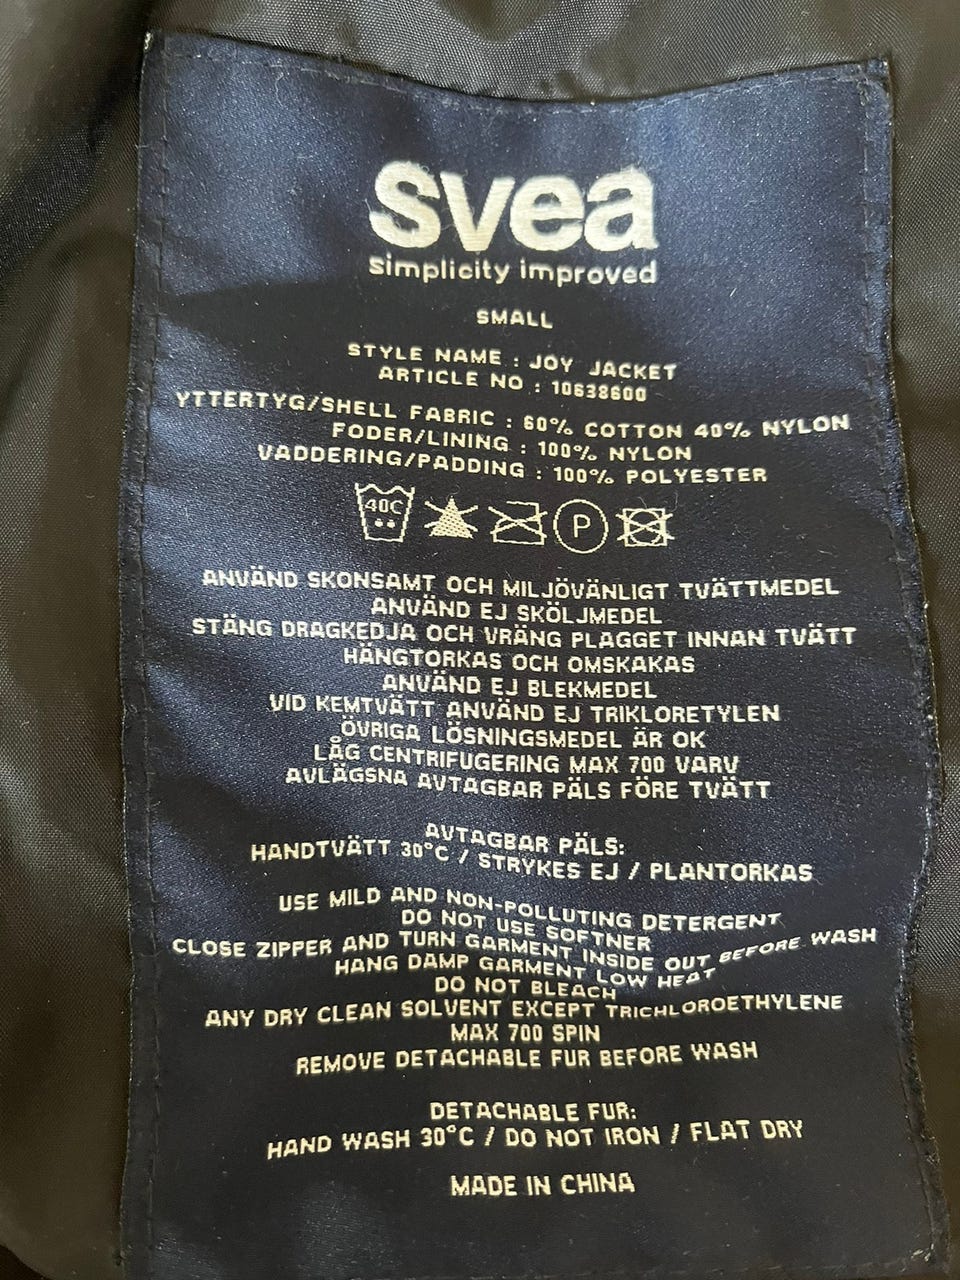 svea
simplicity improved
SMALL
STYLE NAME : JOY JACKET
ARTICLE NO : 10638600
YTTERTYG/SHELL FABRIC : 60% COTTON 40% NYLON
FODER/LINING : 100% NYLON
VADDERING/PADDING : 100% POLYESTER
40C P
ANVÄND SKONSAMT OCH MILJÖVÄNLIGT TVÄTTMEDEL
ANVÄND EJ SKÖLJMEDEL
STÄNG DRAGKEDJA OCH VRÄNG PLAGGET INNAN TVÄTT
HÄNGTORKAS OCH OMSKAKAS
ANVÄND EJ BLEKMEDEL
VID KEMTVÄTT ANVÄND EJ TRIKLORETYLEN
ÖVRIGA LÖSNINGSMEDEL ÄR OK
LÅG CENTRIFUGERING MAX 700 VARV
AVLÄGSNA AVTAGBAR PÄLS FÖRE TVÄTT
AVTAGBAR PÄLS:
HANDTVÄTT 30°C / STRYKES EJ / PLANTORKAS
USE MILD AND NON-POLLUTING DETERGENT
DO NOT USE SOFTNER
CLOSE ZIPPER AND TURN GARMENT INSIDE OUT BEFORE WASH
HANG DAMP GARMENT LOW HEAT
DO NOT BLEACH
ANY DRY CLEAN SOLVENT EXCEPT TRICHLOROETHYLENE
MAX 700 SPIN
REMOVE DETACHABLE FUR BEFORE WASH
DETACHABLE FUR:
HAND WASH 30°C / DO NOT IRON / FLAT DRY
MADE IN CHINA